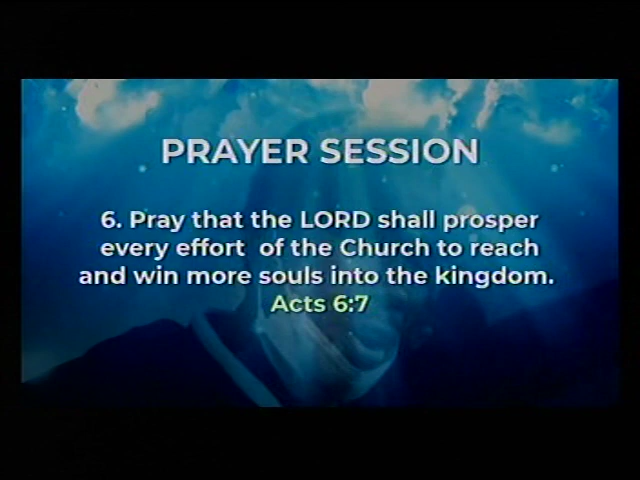 PRAYER SESSION
6. Pray that the LORD shall prosper
every effort  of the Church to reach
and win more souls into the kingdom.
Acts 6:7